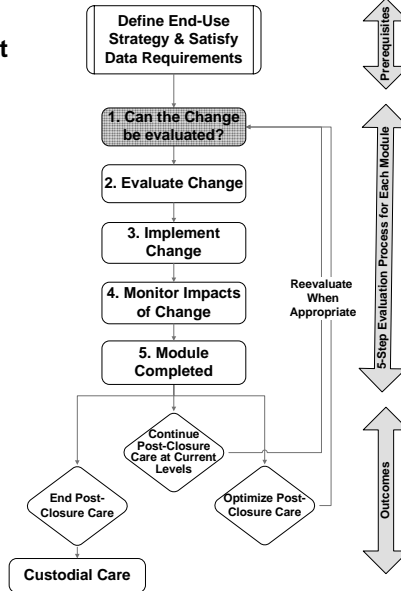 t
Define End-Use
Strategy & Satisfy
Data Requirements
Prerequisites
1. Can the Change
be evaluated?
2. Evaluate Change
3. Implement
Change
4. Monitor Impacts
of Change
5. Module
Completed
Reevaluate
When
Appropriate
5-Step Evaluation Process for Each Module
Continue
Post-Closure
Care at Current
Levels
End Post-
Closure Care
Optimize Post-
Closure Care
Outcomes
Custodial Care